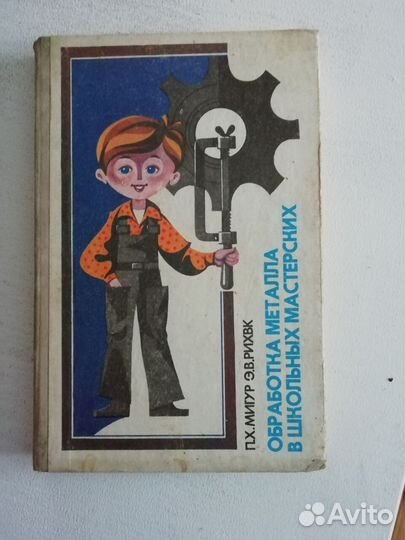 П.Х.МИГУР Э.В.РИХВК
ОБРАБОТКА МЕТАЛЛА
В ШКОЛЬНЫХ МАСТЕРСКИХ
Avito